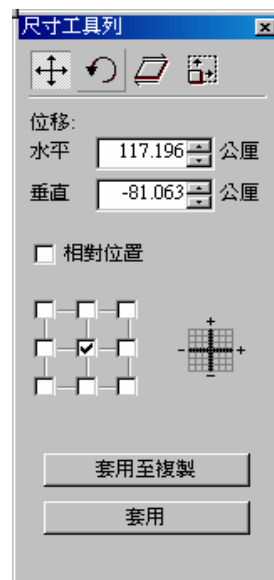 尺寸工具列
位移:
水平 117.196 公厘
垂直 -81.063 公厘
相對位置
+
- +
-
套用至複製
套用